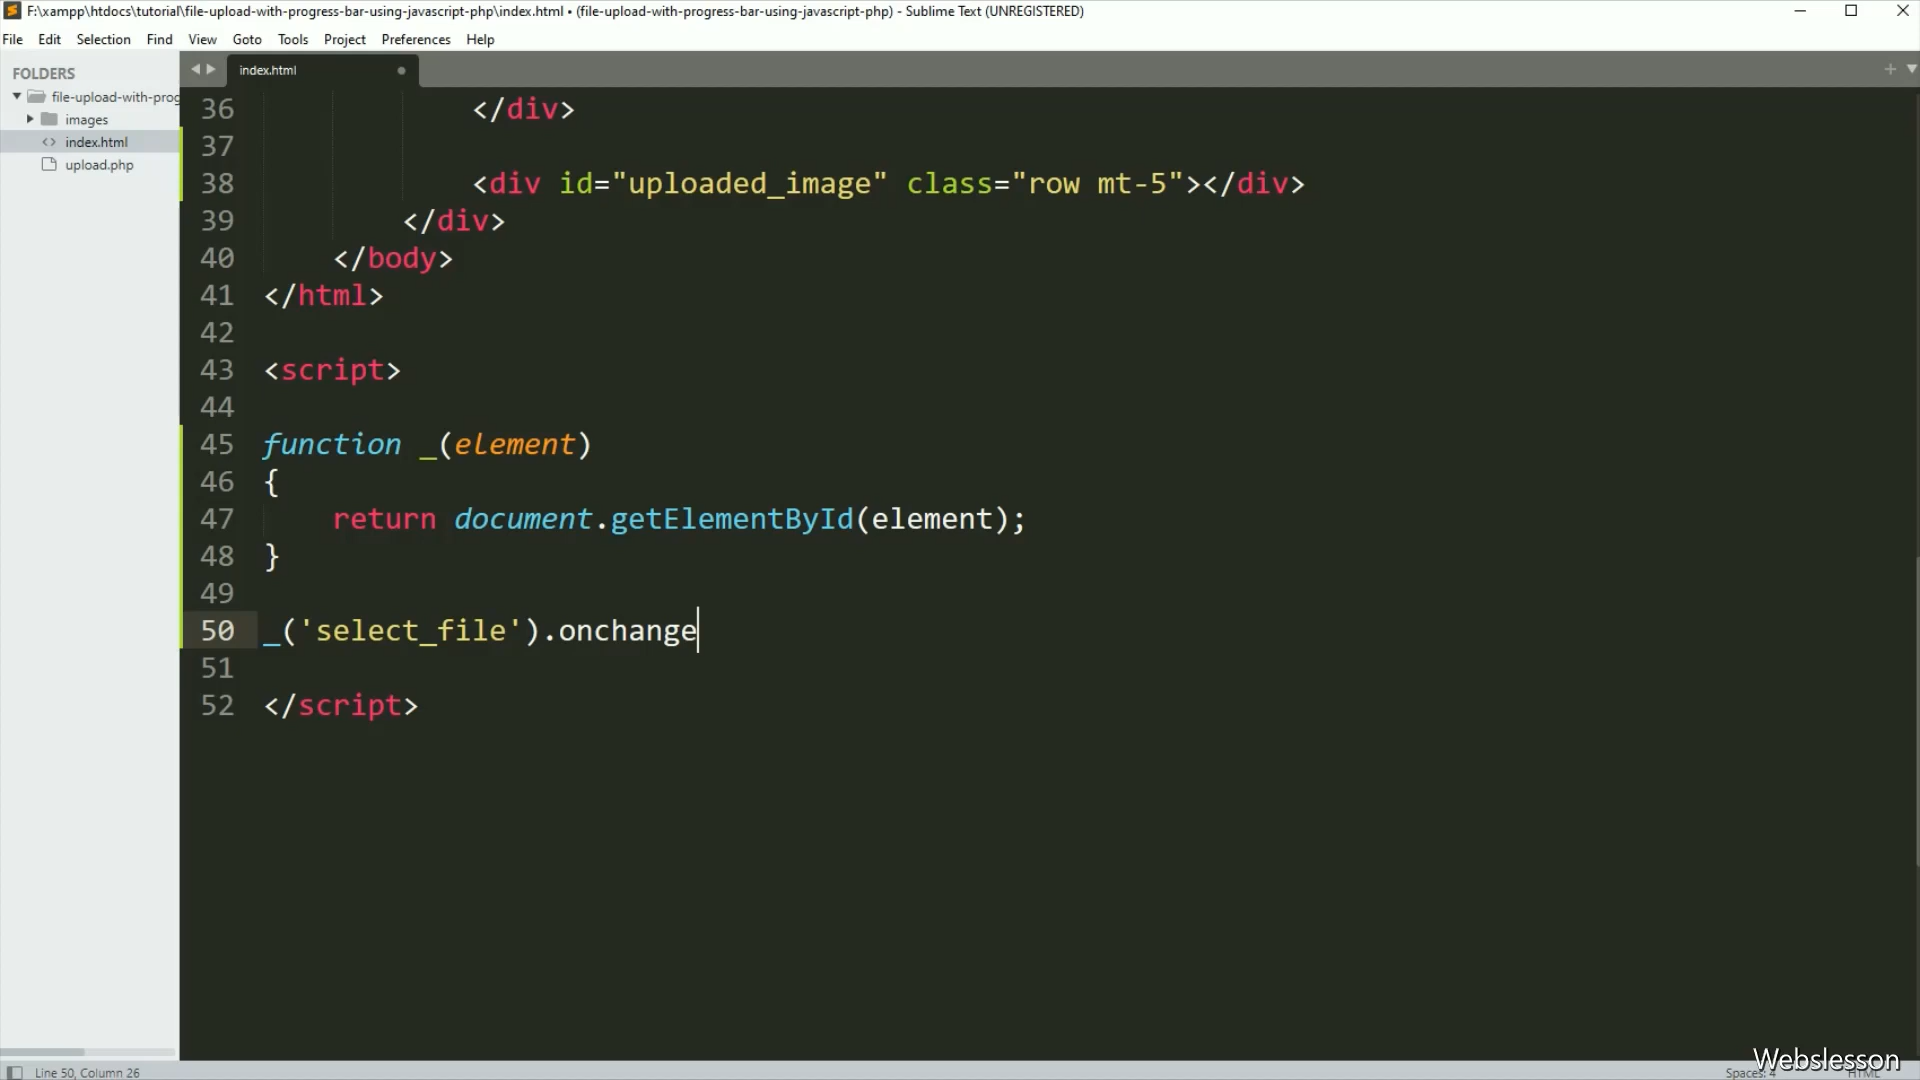 F:\xampp\htdocs\tutorial\file-upload-with-progress-bar-using-javascript-php\index.html • (file-upload-with-progress-bar-using-javascript-php) - Sublime Text (UNREGISTERED)
File Edit Selection Find View Goto Tools Project Preferences Help
FOLDERS
file-upload-with-prog
images
index.html
upload.php
index.html
36 </div>
37
38 <div id="uploaded_image" class="row mt-5"></div>
39 </div>
40 </body>
41 </html>
42
43 <script>
44
45 function _(element)
46 {
47 return document.getElementById(element);
48 }
49
50 _('select_file').onchange
51
52 </script>
Line 50, Column 26
Spaces: 4
HTML
Webslesson